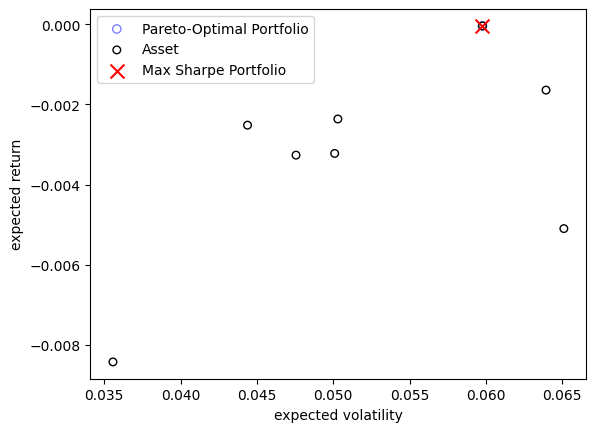 Pareto-Optimal Portfolio
Asset
Max Sharpe Portfolio
0.000
−0.002
−0.004
−0.006
−0.008
expected return
0.035 0.040 0.045 0.050 0.055 0.060 0.065
expected volatility